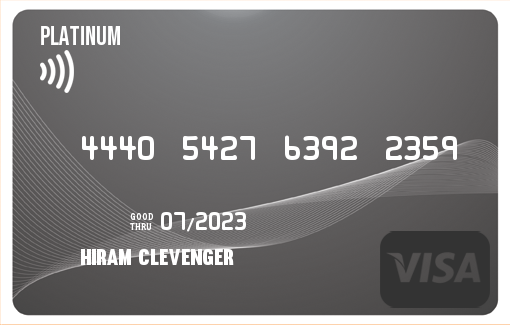 PLATINUM
4440 5427 6392 2359
GOOD THRU 07/2023
HIRAM CLEVENGER
VISA